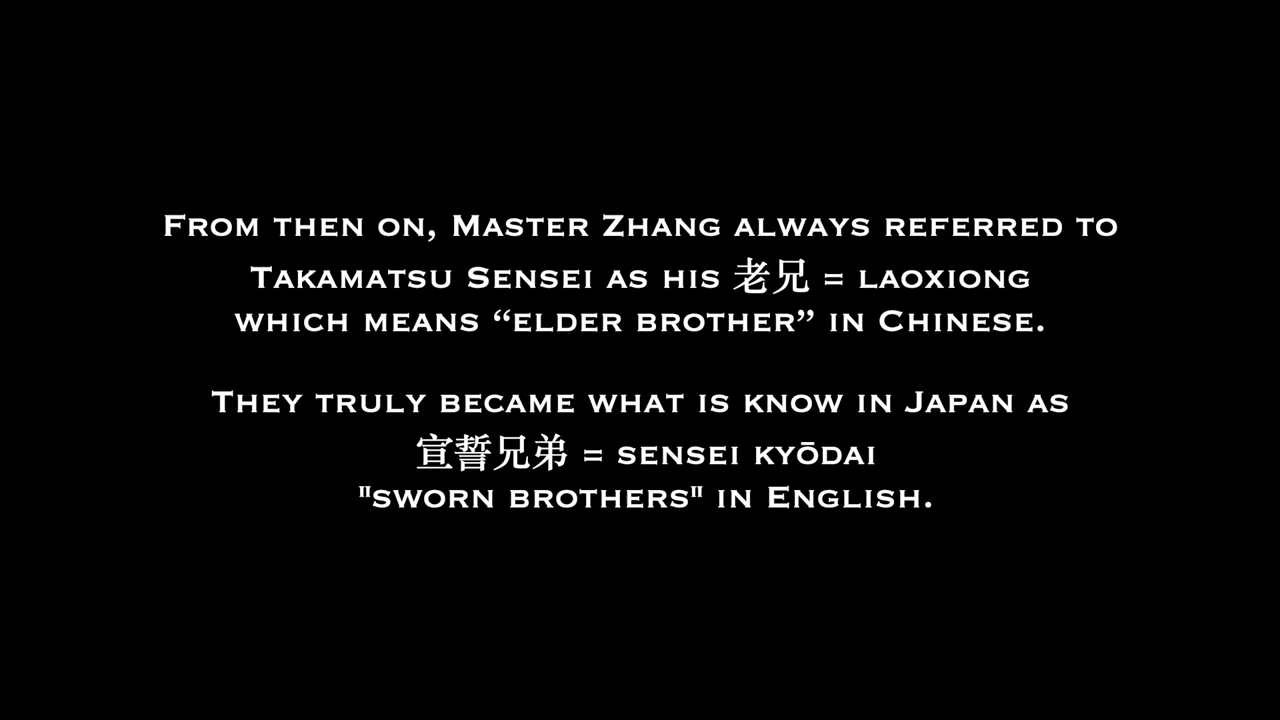 From then on, Master Zhang always referred to
Takamatsu Sensei as his 老兄 = laoxiong
which means “elder brother” in Chinese.
They truly became what is know in Japan as
宣誓兄弟 = sensei kyōdai
"sworn brothers" in English.